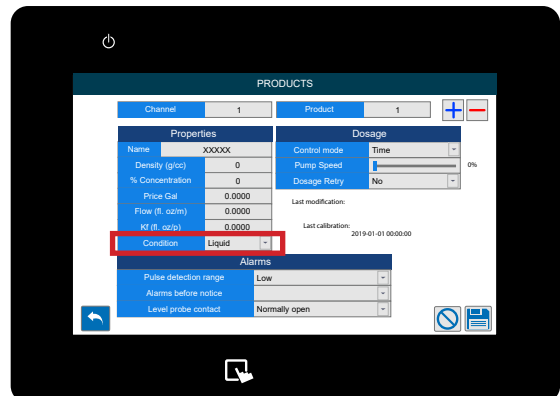 PRODUCTS
Channel 1 Product 1
Properties
Name XXXXX
Density (g/cc) 0
% Concentration 0
Price Gal 0.0000
Flow (fl. oz/m) 0.0000
Kf (fl. oz/p) 0.0000
Condition Liquid
Dosage
Control mode Time
Pump Speed 0%
Dosage Retry No
Last modification:
Last calibration:
2019-01-01 00:00:00
Alarms
Pulse detection range Low
Alarms before notice
Level probe contact Normally open